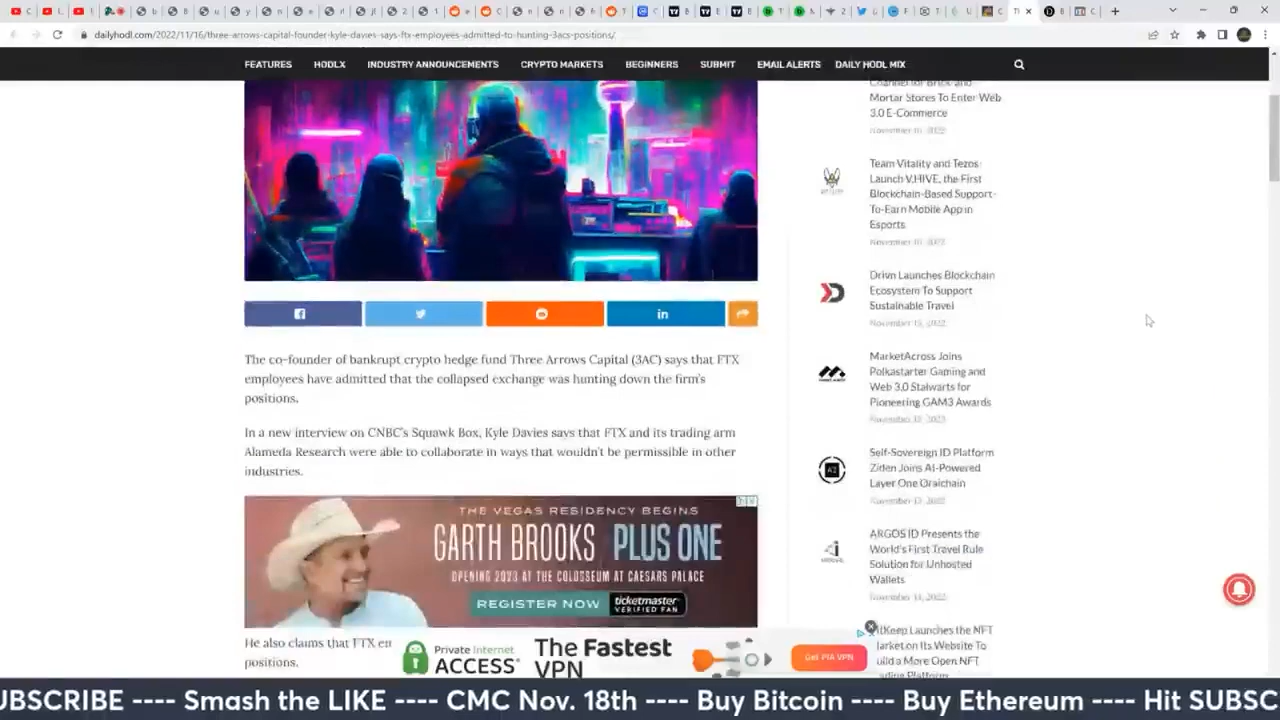 dailyhodl.com/2022/11/16/three-arrows-capital-founder-kyle-davies-says-ftx-employees-admitted-to-hunting-3acs-positions/
FEATURES HODLX INDUSTRY ANNOUNCEMENTS CRYPTO MARKETS BEGINNERS SUBMIT EMAIL ALERTS DAILY HODL MIX
The co-founder of bankrupt crypto hedge fund Three Arrows Capital (3AC) says that FTX
employees have admitted that the collapsed exchange was hunting down the firm's
positions.
In a new interview on CNBC's Squawk Box, Kyle Davies says that FTX and its trading arm
Alameda Research were able to collaborate in ways that wouldn't be permissible in other
industries.
THE VEGAS RESIDENCY BEGINS
GARTH BROOKS PLUS ONE
OPENING 2023 AT THE COLOSSEUM AT CAESARS PALACE
REGISTER NOW
ticketmaster
VERIFIED FAN
He also claims that FTX en
positions.
Channel for Brick-and-
Mortar Stores To Enter Web
3.0 E-Commerce
Team Vitality and Tezos
Launch V.HIVE, the First
Blockchain-Based Support-
To-Earn Mobile App in
Esports
Drivn Launches Blockchain
Ecosystem To Support
Sustainable Travel
MarketAcross Joins
Polkastarter Gaming and
Web 3.0 Stalwarts for
Pioneering GAM3 Awards
Self-Sovereign ID Platform
Ziden Joins AI-Powered
Layer One Oraichain
ARGOS ID Presents the
World's First Travel Rule
Solution for Unhosted
Wallets
Launches the NFT
Market on Its Website To
Build a More Open NFT
Private Internet
ACCESS
The Fastest
VPN
Get PIA VPN
UBSCRIBE ---- Smash the LIKE ---- CMC Nov. 18th ---- Buy Bitcoin ---- Buy Ethereum ---- Hit SUBSC